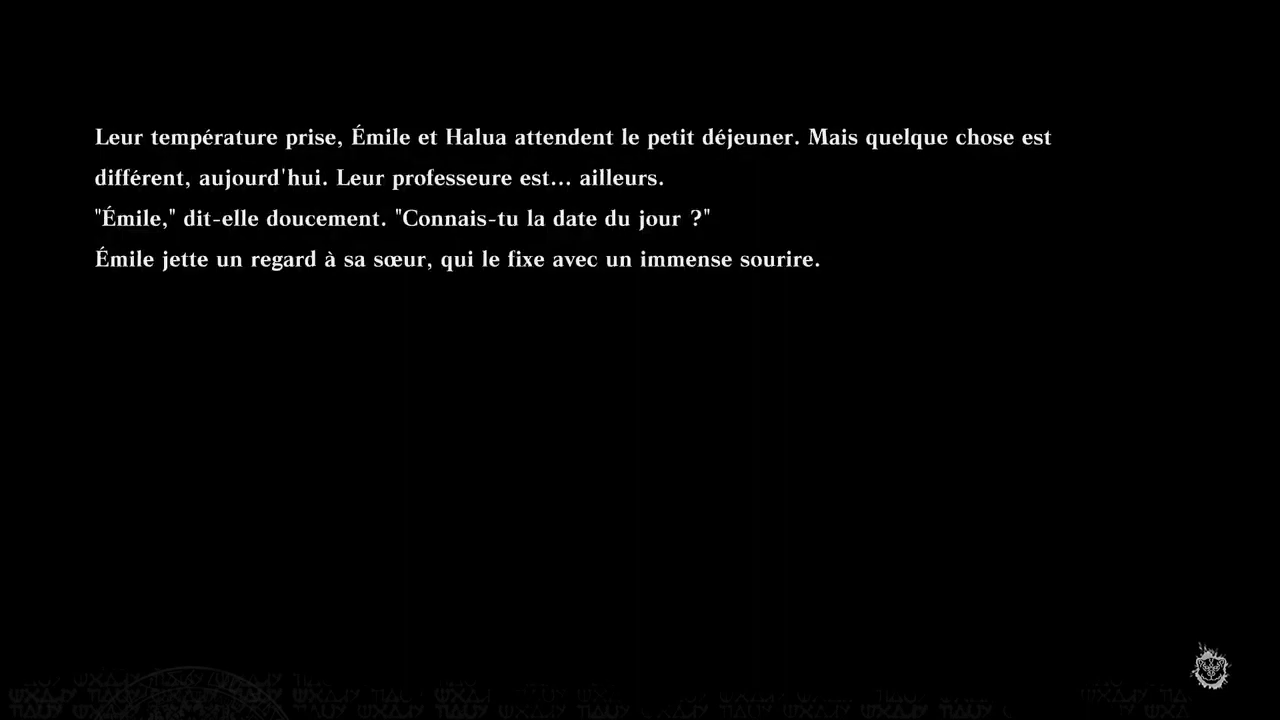 Leur température prise, Émile et Halua attendent le petit déjeuner. Mais quelque chose est
différent, aujourd'hui. Leur professeure est... ailleurs.
"Émile," dit-elle doucement. "Connais-tu la date du jour ?"
Émile jette un regard à sa sœur, qui le fixe avec un immense sourire.